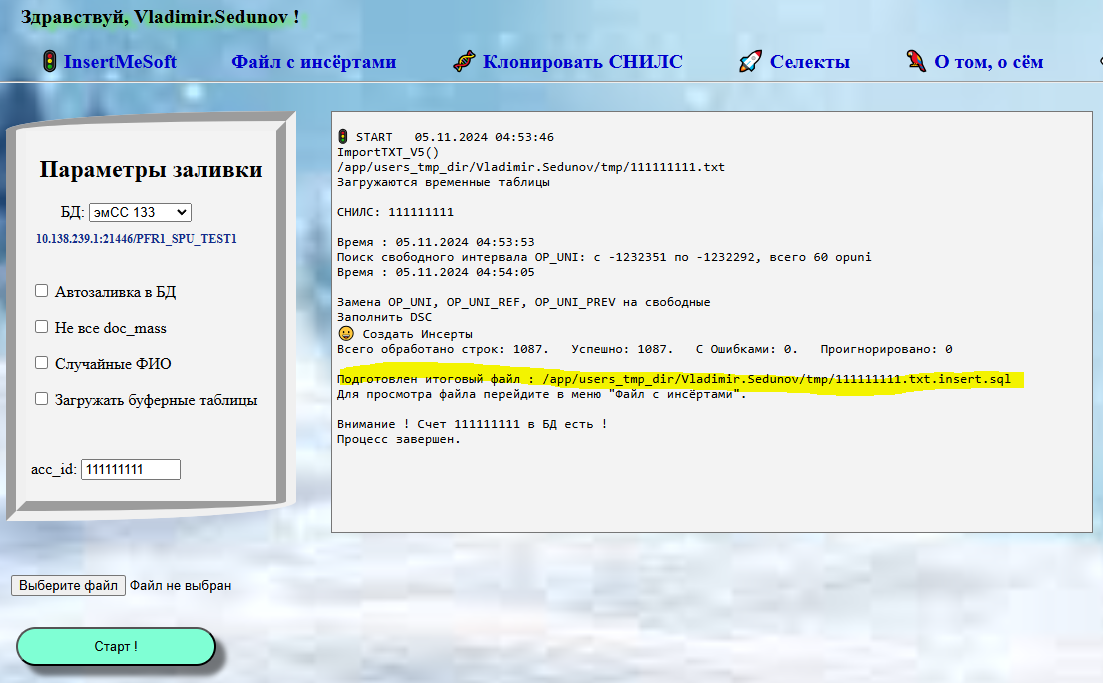 Здравствуй, Vladimir.Sedunov !
InsertMeSoft Файл с инсёртами Клонировать СНИЛС Селекты О том, о сём
Параметры заливки
БД: эмСС 133
10.138.239.1:21446/PFR1_SPU_TEST1
Автозаливка в БД
Не все doc_mass
Случайные ФИО
Загружать буферные таблицы
acc_id: 111111111
Выберите файл Файл не выбран
Старт !
START 05.11.2024 04:53:46
ImportTXT_V5()
/app/users_tmp_dir/Vladimir.Sedunov/tmp/111111111.txt
Загружаются временные таблицы
СНИЛС: 111111111
Время : 05.11.2024 04:53:53
Поиск свободного интервала OP_UNI: с -1232351 по -1232292, всего 60 opuni
Время : 05.11.2024 04:54:05
Замена OP_UNI, OP_UNI_REF, OP_UNI_PREV на свободные
Заполнить DSC
Создать Инсерты
Всего обработано строк: 1087. Успешно: 1087. С Ошибками: 0. Проигнорировано: 0
Подготовлен итоговый файл : /app/users_tmp_dir/Vladimir.Sedunov/tmp/111111111.txt.insert.sql
Для просмотра файла перейдите в меню "Файл с инсёртами".
Внимание ! Счет 111111111 в БД есть !
Процесс завершен.